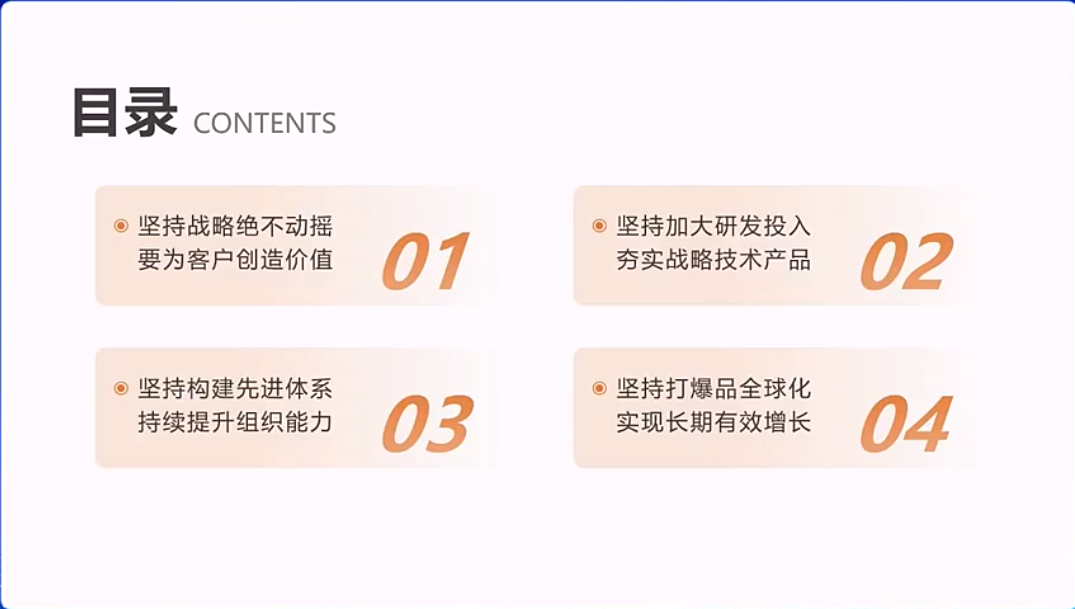 目录 CONTENTS
坚持战略绝不动摇
要为客户创造价值
01
坚持加大研发投入
夯实战略技术产品
02
坚持构建先进体系
持续提升组织能力
03
坚持打爆品全球化
实现长期有效增长
04